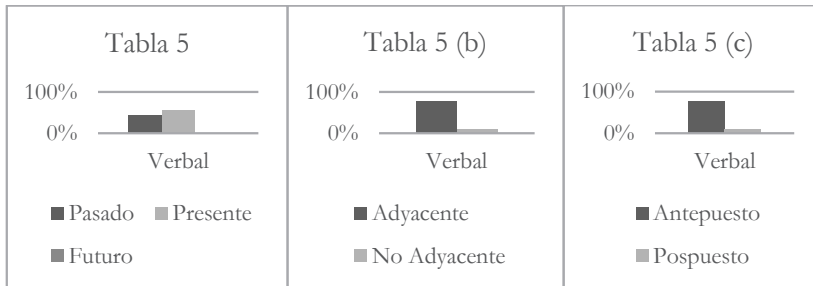 Tabla 5
100%
0%
Verbal
Pasado Presente
Futuro
Tabla 5 (b)
100%
0%
Verbal
Adyacente
No Adyacente
Tabla 5 (c)
100%
0%
Verbal
Antepuesto
Pospuesto